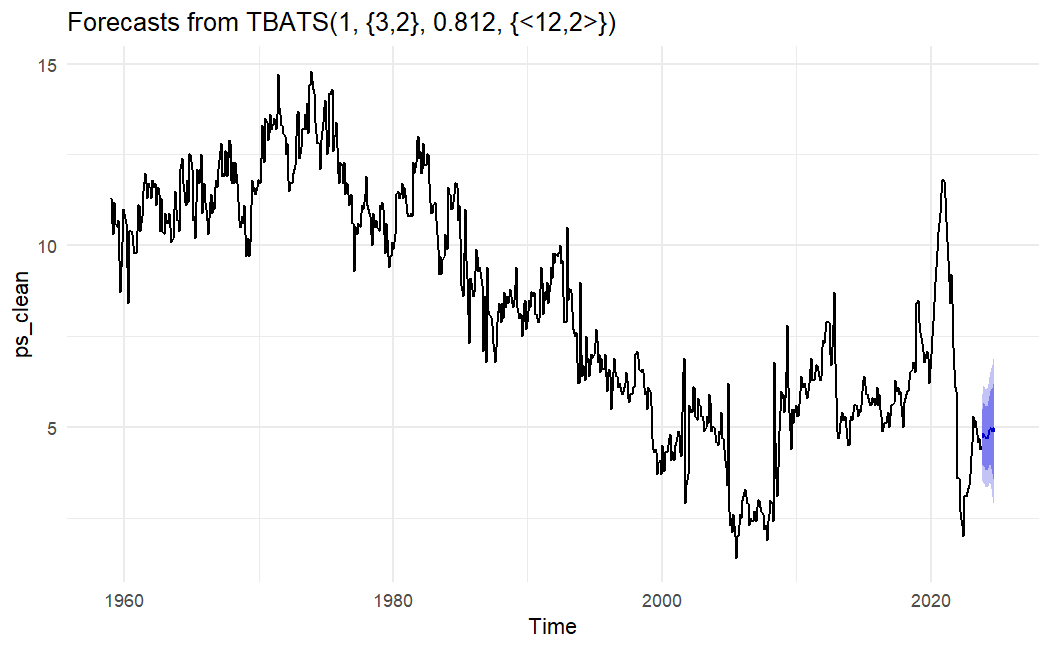 Forecasts from TBATS(1, {3,2}, 0.812, {<12,2>})
15
10
5
ps_clean
1960
1980
2000
2020
Time